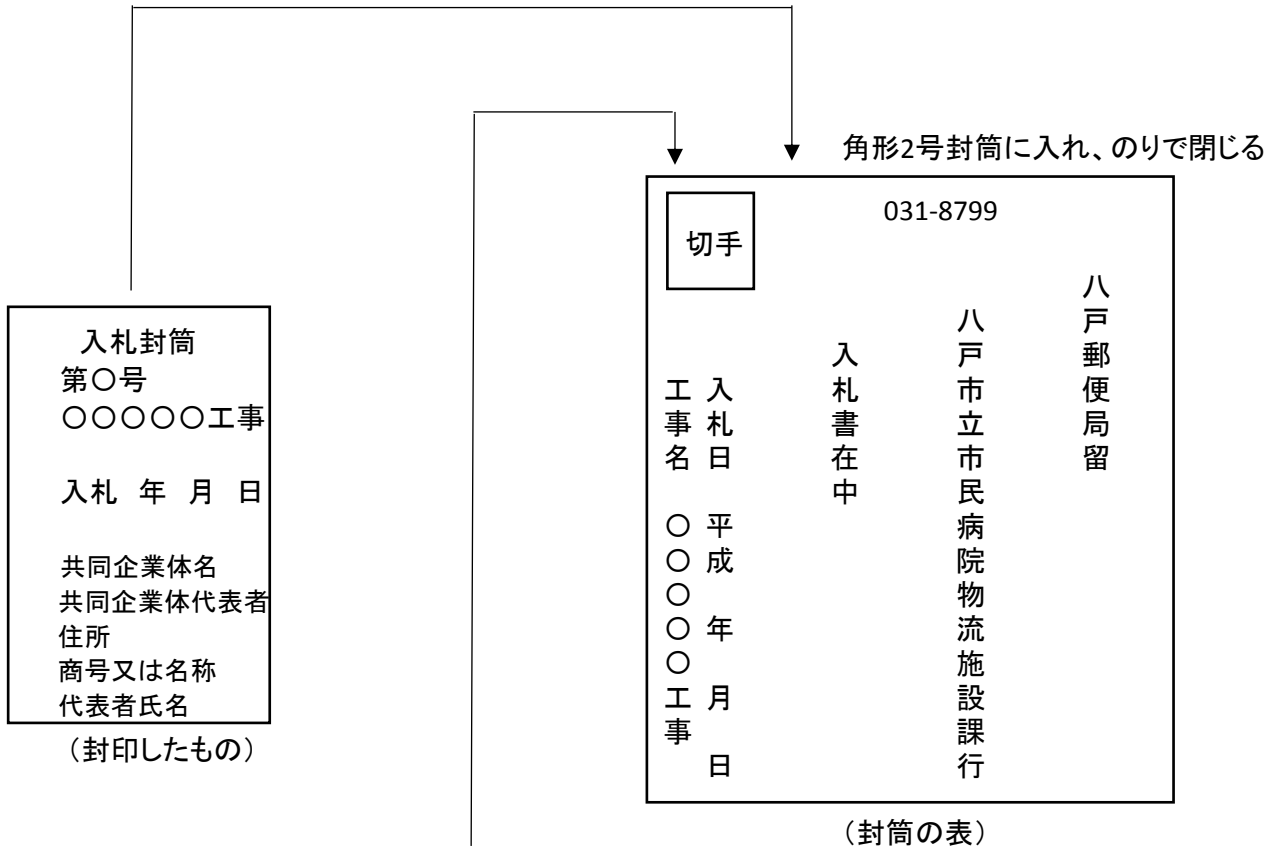 入札封筒
第〇号
〇〇〇〇〇工事
入札 年 月 日
共同企業体名
共同企業体代表者
住所
商号又は名称
代表者氏名
(封印したもの)
角形2号封筒に入れ、のりで閉じる
031-8799
切手
八戸郵便局留
八戸市立市民病院物流施設課行
入札書在中
入札日 平成 年 月 日
工事名 〇〇〇〇〇工事
(封筒の表)